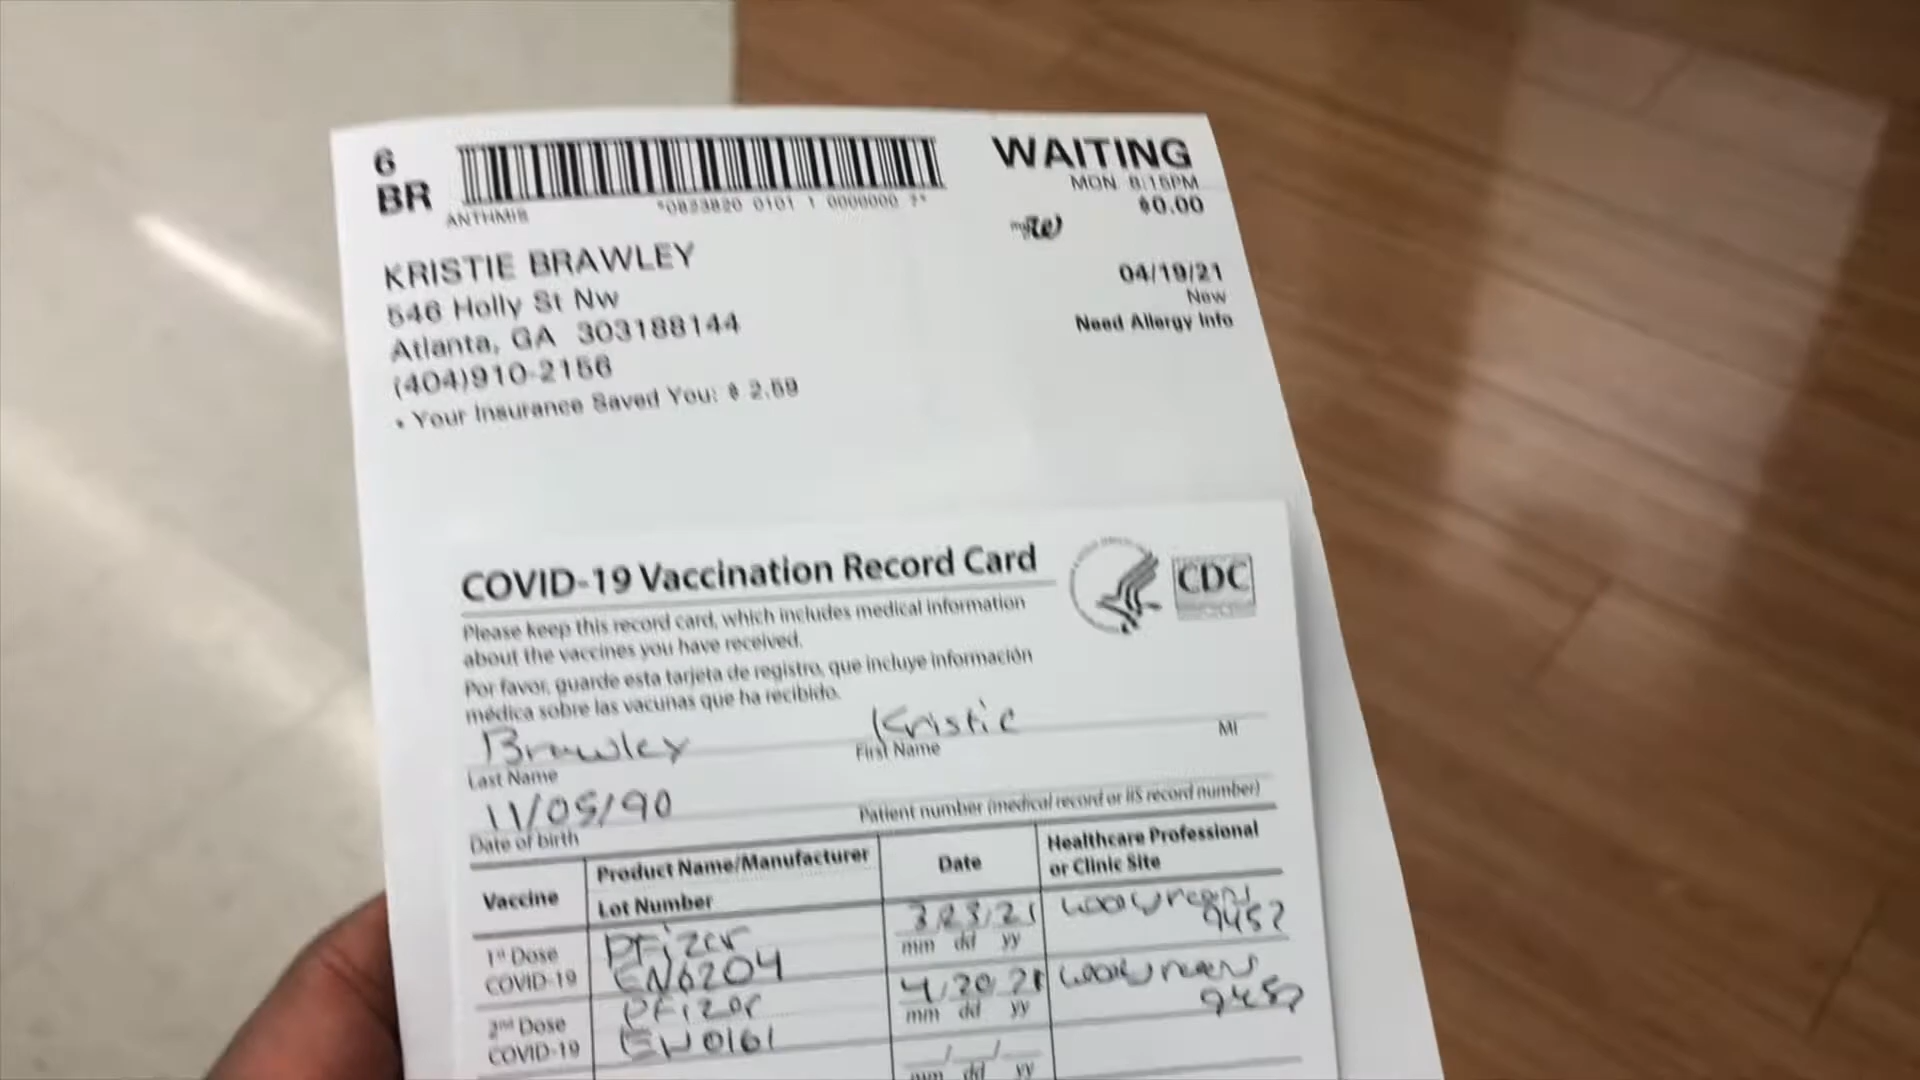 6
BR
ANTHMIS
WAITING
MON 8:15PM
$0.00
KRISTIE BRAWLEY
546 Holly St Nw
Atlanta, GA 303188144
(404)910-2156
• Your Insurance Saved You: $ 2.59
04/19/21
New
Need Allergy Info
COVID-19 Vaccination Record Card
CDC
Please keep this record card, which includes medical information
about the vaccines you have received.
Por favor, guarde esta tarjeta de registro, que incluye información
médica sobre las vacunas que ha recibido.
Brawley Kristie
Last Name First Name MI
11/05/90
Date of birth Patient number (medical record or IIS record number)
Vaccine Product Name/Manufacturer Date Healthcare Professional
Lot Number or Clinic Site
1st Dose Pfizer 3/23/21
COVID-19 EN6204 mm dd yy
2nd Dose Pfizer 4/20/21
COVID-19 EW0161 mm dd yy
mm dd yy